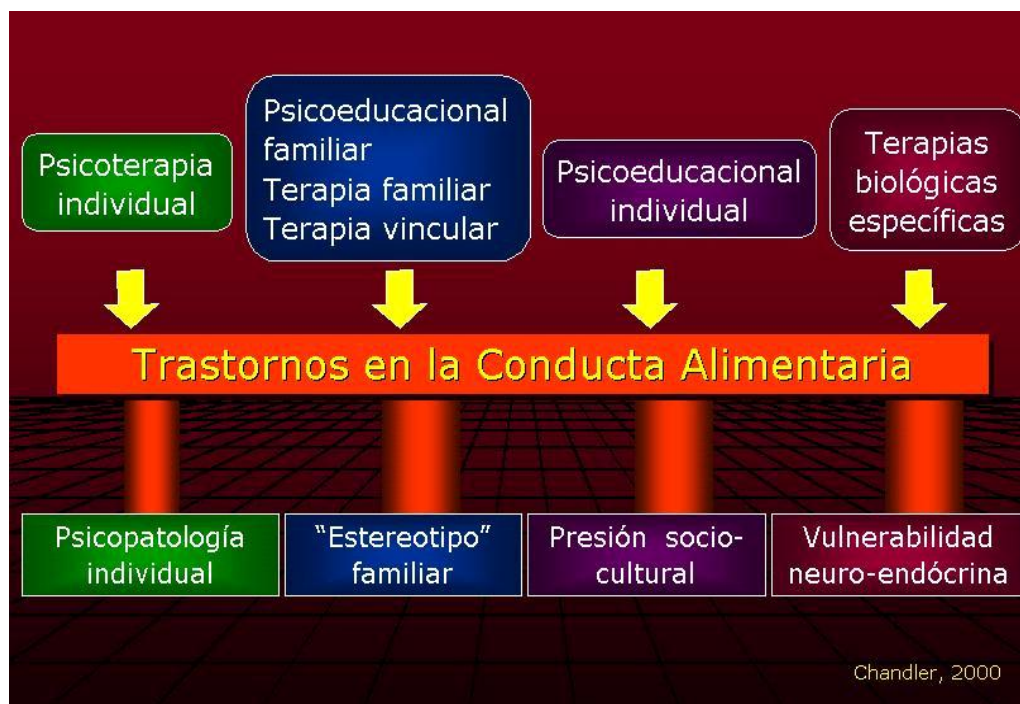 Psicoterapia
individual
Psicoeducacional
familiar
Terapia familiar
Terapia vincular
Psicoeducacional
individual
Terapias
biológicas
específicas
Trastornos en la Conducta Alimentaria
Psicopatología
individual
“Estereotipo”
familiar
Presión socio-
cultural
Vulnerabilidad
neuro-endócrina
Chandler, 2000